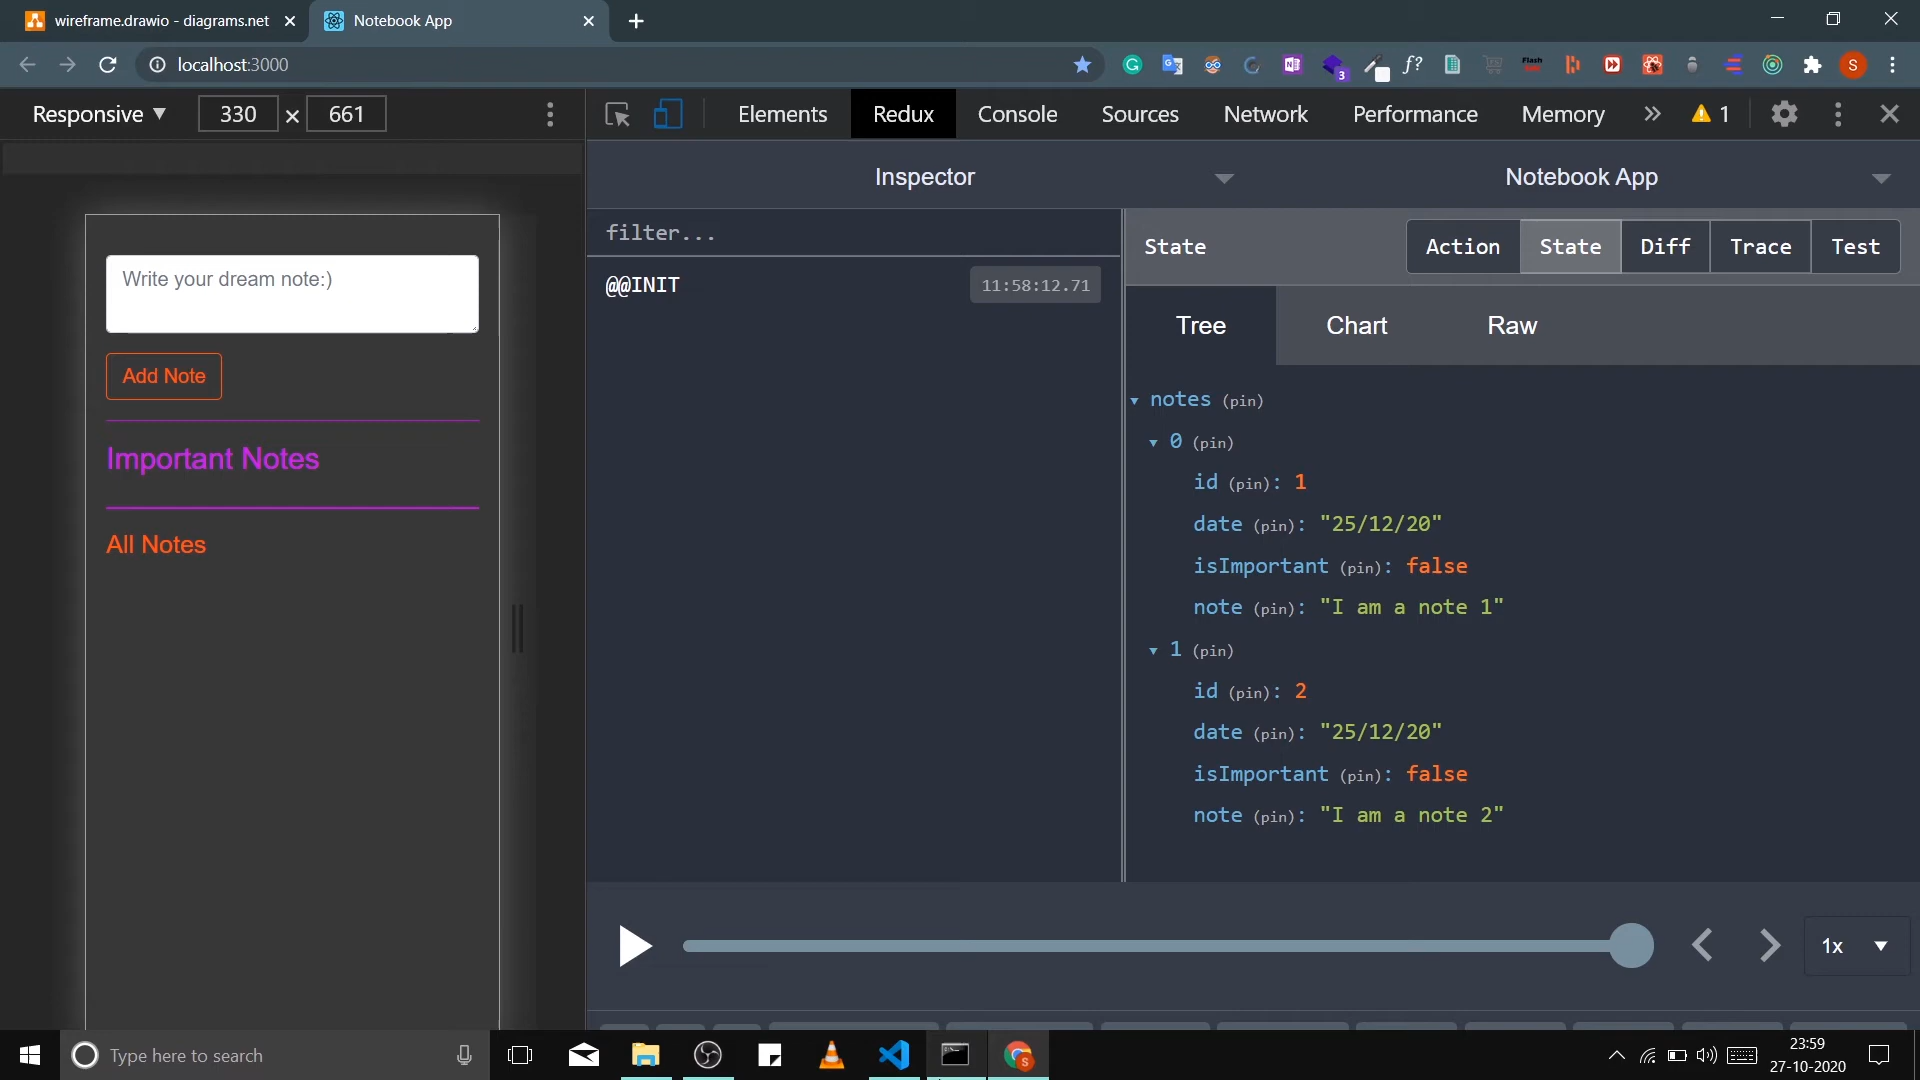 wireframe.drawio - diagrams.net
Notebook App
localhost:3000
3
Flash
S
Responsive ▼ 330 × 661
Elements Redux Console Sources Network Performance Memory » 1
Inspector
Notebook App
filter...
@@INIT 11:58:12.71
State
Action State Diff Trace Test
Tree Chart Raw
notes (pin)
0 (pin)
id (pin): 1
date (pin): "25/12/20"
isImportant (pin): false
note (pin): "I am a note 1"
1 (pin)
id (pin): 2
date (pin): "25/12/20"
isImportant (pin): false
note (pin): "I am a note 2"
Write your dream note:)
Add Note
Important Notes
All Notes
1x
Type here to search
23:59
27-10-2020